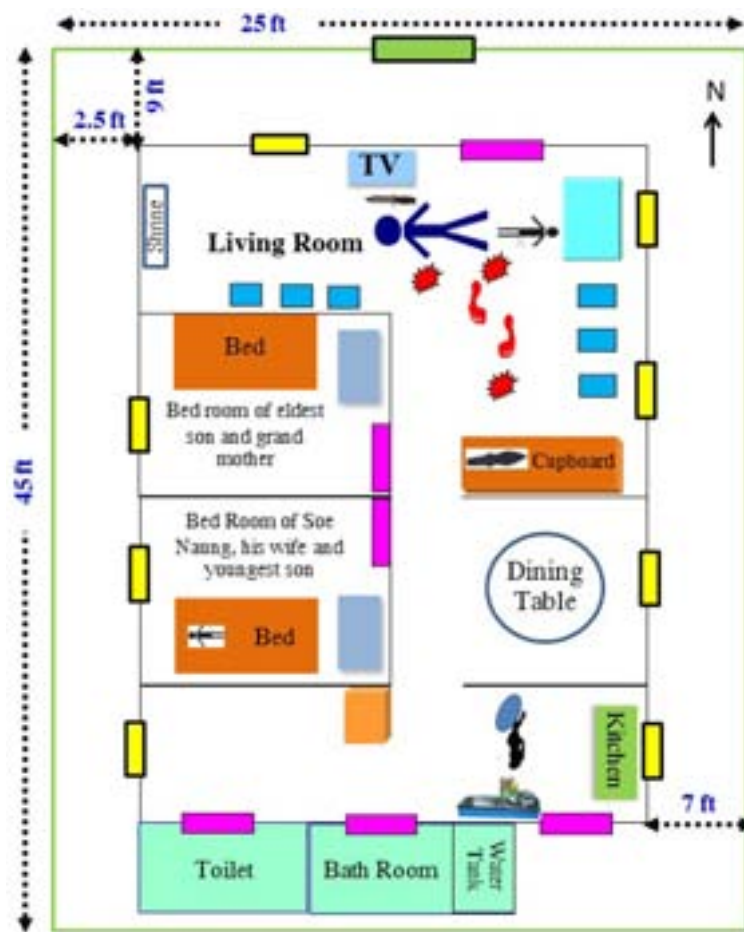 25 ft
9 ft
2.5 ft
N
TV
Shrine
Living Room
Bed
Bed room of eldest
son and grand
mother
Cupboard
45 ft
Bed Room of Soe
Naung, his wife and
youngest son
Bed
Dining
Table
Kitchen
7 ft
Toilet
Bath Room
Water
Tank